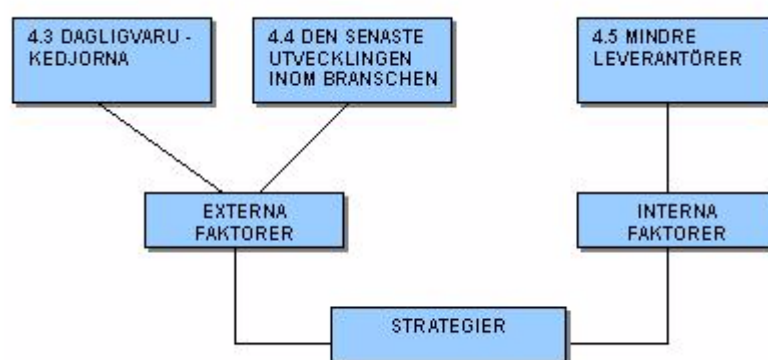 4.3 DAGLIGVARU -
KEDJORNA
4.4 DEN SENASTE
UTVECKLINGEN
INOM BRANSCHEN
4.5 MINDRE
LEVERANTÖRER
EXTERNA
FAKTORER
INTERNA
FAKTORER
STRATEGIER